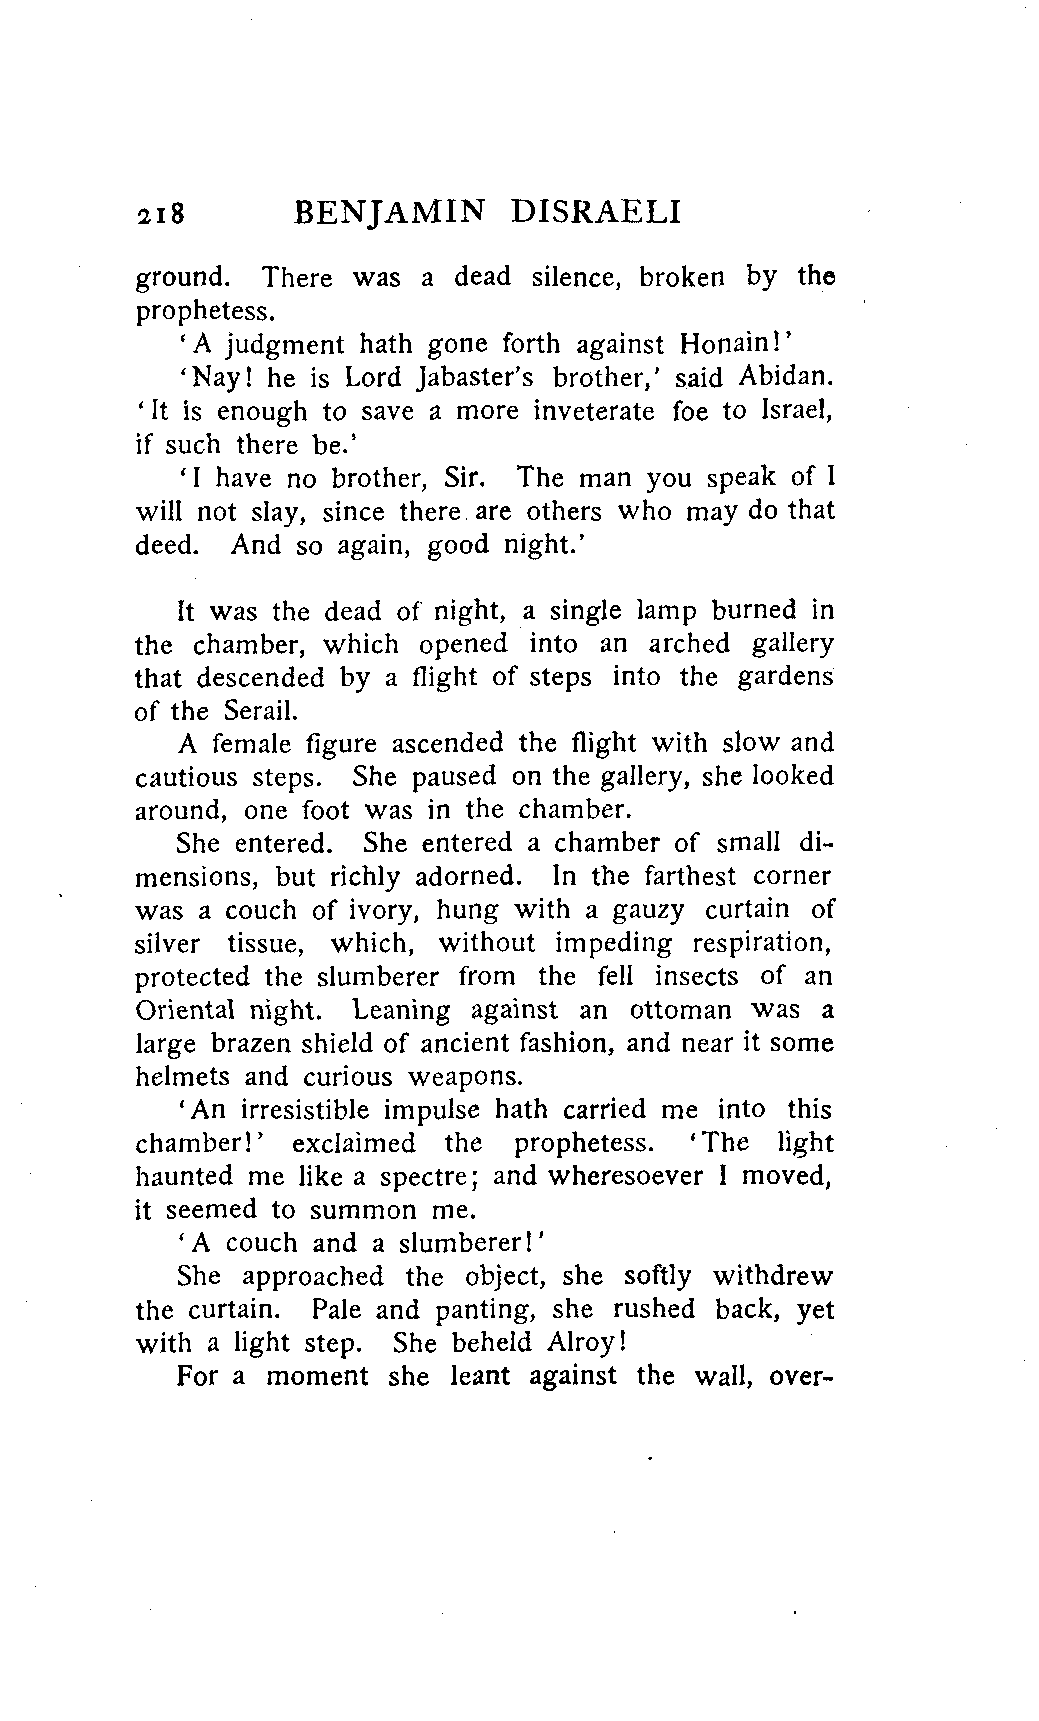 218 BENJAMIN DISRAELI
ground. There was a dead silence, broken by the
prophetess.
‘A judgment hath gone forth against Honain!’
‘Nay! he is Lord Jabaster's brother,’ said Abidan.
‘It is enough to save a more inveterate foe to Israel,
if such there be.’
‘I have no brother, Sir. The man you speak of I
will not slay, since there are others who may do that
deed. And so again, good night.’
It was the dead of night, a single lamp burned in
the chamber, which opened into an arched gallery
that descended by a flight of steps into the gardens
of the Serail.
A female figure ascended the flight with slow and
cautious steps. She paused on the gallery, she looked
around, one foot was in the chamber.
She entered. She entered a chamber of small di-
mensions, but richly adorned. In the farthest corner
was a couch of ivory, hung with a gauzy curtain of
silver tissue, which, without impeding respiration,
protected the slumberer from the fell insects of an
Oriental night. Leaning against an ottoman was a
large brazen shield of ancient fashion, and near it some
helmets and curious weapons.
‘An irresistible impulse hath carried me into this
chamber!’ exclaimed the prophetess. ‘The light
haunted me like a spectre; and wheresoever I moved,
it seemed to summon me.
‘A couch and a slumberer!’
She approached the object, she softly withdrew
the curtain. Pale and panting, she rushed back, yet
with a light step. She beheld Alroy!
For a moment she leant against the wall, over-